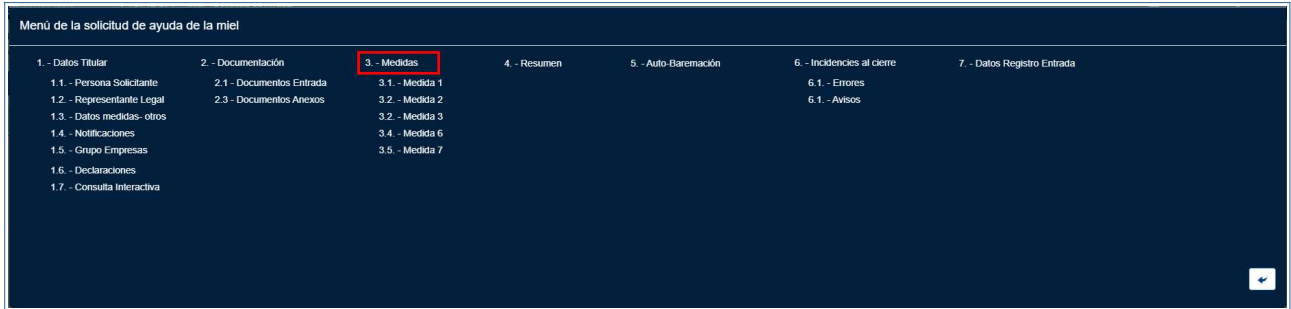 Menú de la solicitud de ayuda de la miel
1. - Datos Titular
1.1. - Persona Solicitante
1.2. - Representante Legal
1.3. - Datos medidas- otros
1.4. - Notificaciones
1.5. - Grupo Empresas
1.6. - Declaraciones
1.7. - Consulta Interactiva
2. - Documentación
2.1 - Documentos Entrada
2.3 - Documentos Anexos
3. - Medidas
3.1. - Medida 1
3.2. - Medida 2
3.2. - Medida 3
3.4. - Medida 6
3.5. - Medida 7
4. - Resumen
5. - Auto-Baremación
6. - Incidencies al cierre
6.1. - Errores
6.1. - Avisos
7. - Datos Registro Entrada